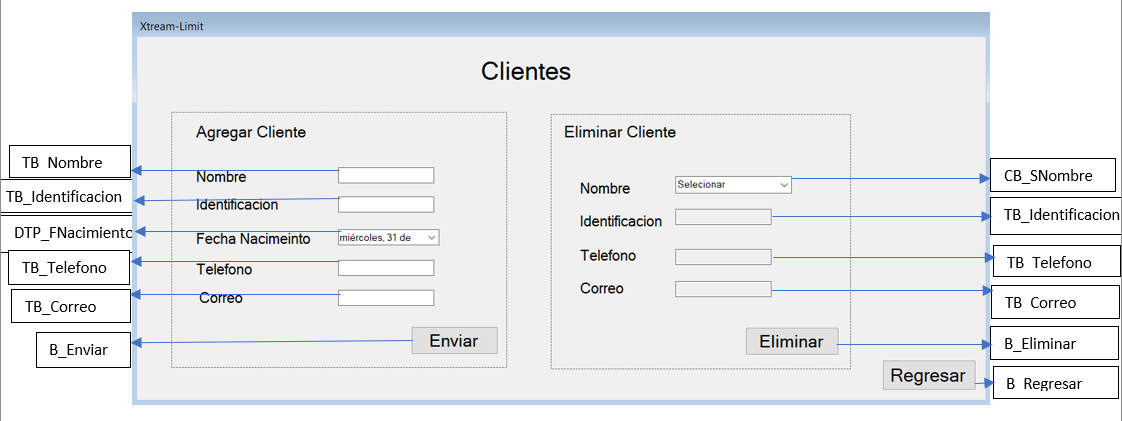 Xtream-Limit
Clientes
Agregar Cliente
Nombre
Identificacion
Fecha Nacimeinto
miércoles, 31 de
Telefono
Correo
Enviar
Eliminar Cliente
Nombre
Selecionar
Identificacion
Telefono
Correo
Eliminar
Regresar
TB_Nombre
TB_Identificacion
DTP_FNacimiento
TB_Telefono
TB_Correo
B_Enviar
CB_SNombre
TB_Identificacion
TB_Telefono
TB_Correo
B_Eliminar
B_Regresar